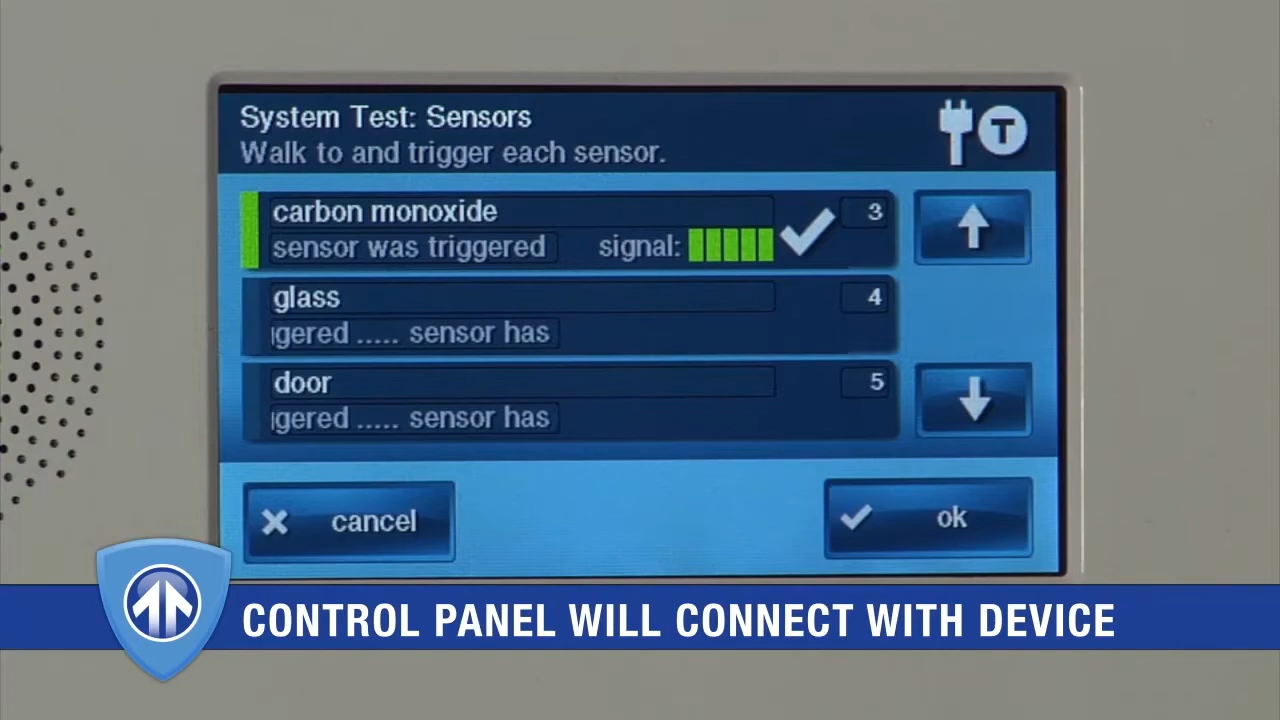 System Test: Sensors
Walk to and trigger each sensor.
T
carbon monoxide
3
sensor was triggered
signal:
glass
4
gered ..... sensor has
door
5
gered ..... sensor has
cancel
ok
CONTROL PANEL WILL CONNECT WITH DEVICE